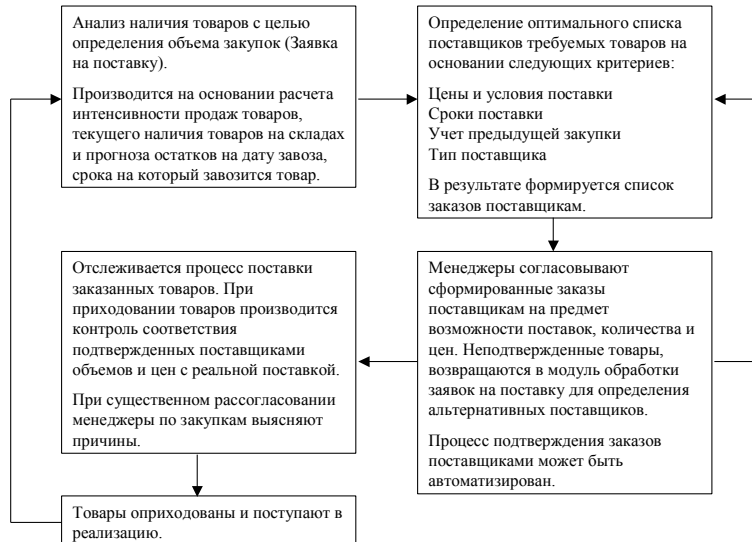 Анализ наличия товаров с целью
определения объема закупок (Заявка
на поставку).
Производится на основании расчета
интенсивности продаж товаров,
текущего наличия товаров на складах
и прогноза остатков на дату завоза,
срока на который завозится товар.
Определение оптимального списка
поставщиков требуемых товаров на
основании следующих критериев:
Цены и условия поставки
Сроки поставки
Учет предыдущей закупки
Тип поставщика
В результате формируется список
заказов поставщикам.
Менеджеры согласовывают
сформированные заказы
поставщикам на предмет
возможности поставок, количества и
цен. Неподтвержденные товары,
возвращаются в модуль обработки
заявок на поставку для определения
альтернативных поставщиков.
Процесс подтверждения заказов
поставщиками может быть
автоматизирован.
Отслеживается процесс поставки
заказанных товаров. При
приходовании товаров производится
контроль соответствия
подтвержденных поставщиками
объемов и цен с реальной поставкой.
При существенном рассогласовании
менеджеры по закупкам выясняют
причины.
Товары оприходованы и поступают в
реализацию.